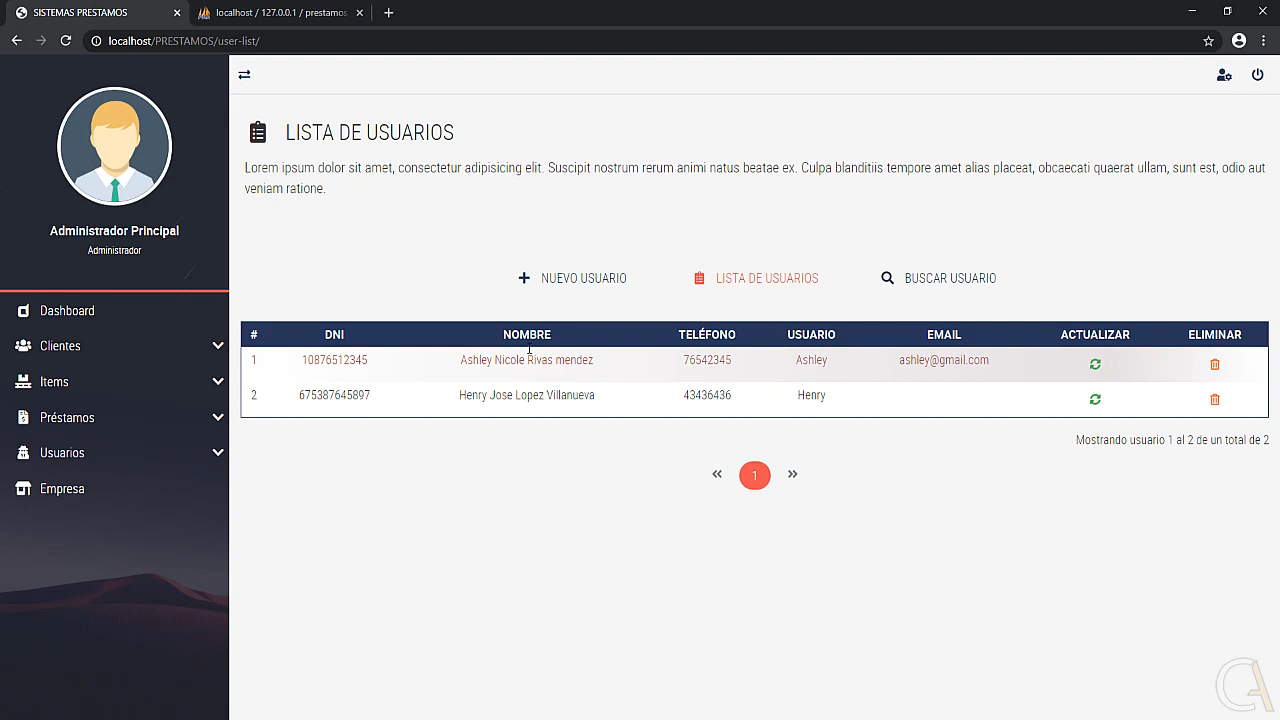 SISTEMAS PRESTAMOS
localhost / 127.0.0.1 / prestamos
localhost/PRESTAMOS/user-list/
Administrador Principal
Administrador
Dashboard
Clientes
Items
Préstamos
Usuarios
Empresa
LISTA DE USUARIOS
Lorem ipsum dolor sit amet, consectetur adipisicing elit. Suscipit nostrum rerum animi natus beatae ex. Culpa blanditiis tempore amet alias placeat, obcaecati quaerat ullam, sunt est, odio aut
veniam ratione.
NUEVO USUARIO LISTA DE USUARIOS BUSCAR USUARIO
# DNI NOMBRE TELÉFONO USUARIO EMAIL ACTUALIZAR ELIMINAR
1 10876512345 Ashley Nicole Rivas mendez 76542345 Ashley ashley@gmail.com
2 675387645897 Henry Jose Lopez Villanueva 43436436 Henry
Mostrando usuario 1 al 2 de un total de 2
« 1 »
CA